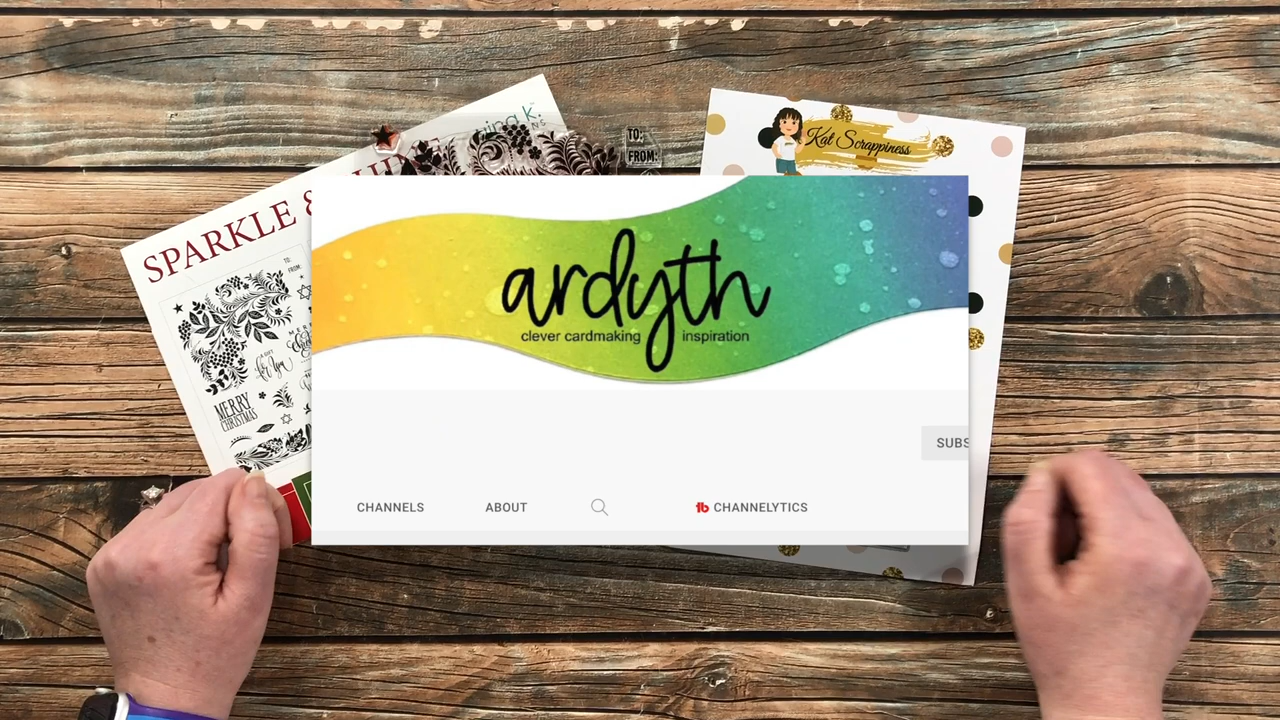 TO:
FROM:
Kat Scrappiness
SPARKLE &
ardyth
clever cardmaking inspiration
TO:
FROM:
MERRY
CHRISTMAS
SUBS
CHANNELS ABOUT CHANNELYTICS